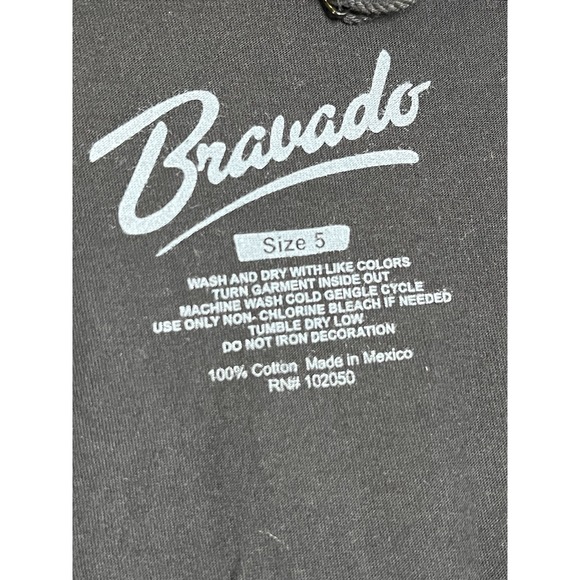 Bravado
Size 5
WASH AND DRY WITH LIKE COLORS
TURN GARMENT INSIDE OUT
MACHINE WASH COLD GENGLE CYCLE
USE ONLY NON- CHLORINE BLEACH IF NEEDED
TUMBLE DRY LOW
DO NOT IRON DECORATION
100% Cotton Made in Mexico
RN# 102050